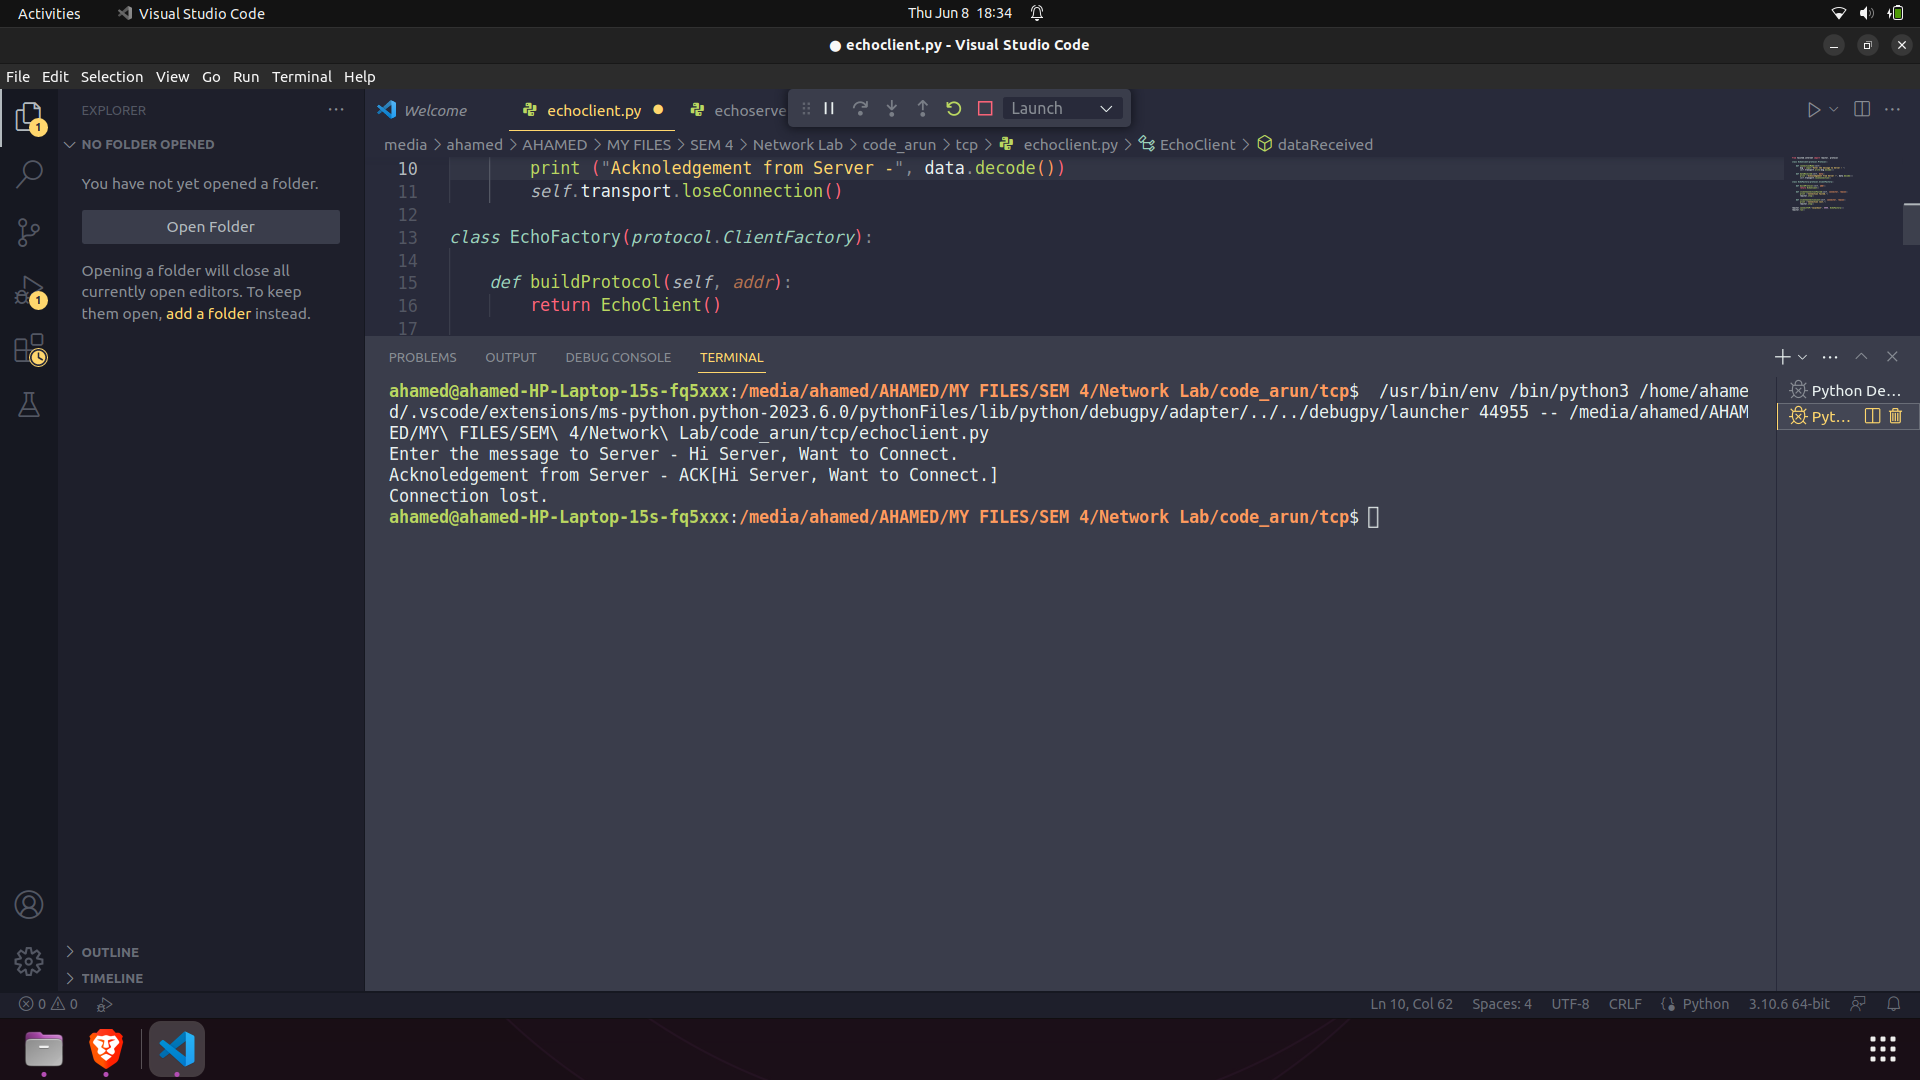 Activities Visual Studio Code Thu Jun 8 18:34
echoclient.py - Visual Studio Code
File Edit Selection View Go Run Terminal Help
EXPLORER
NO FOLDER OPENED
You have not yet opened a folder.
Open Folder
Opening a folder will close all
currently open editors. To keep
them open, add a folder instead.
OUTLINE
TIMELINE
1
1
Welcome echoclient.py echoserve Launch
media > ahamed > AHAMED > MY FILES > SEM 4 > Network Lab > code_arun > tcp > echoclient.py > EchoClient > dataReceived
10 print ("Acknoledgement from Server -", data.decode())
11 self.transport.loseConnection()
12
13 class EchoFactory(protocol.ClientFactory):
14
15 def buildProtocol(self, addr):
16 return EchoClient()
17
PROBLEMS OUTPUT DEBUG CONSOLE TERMINAL
ahamed@ahamed-HP-Laptop-15s-fq5xxx:/media/ahamed/AHAMED/MY FILES/SEM 4/Network Lab/code_arun/tcp$  /usr/bin/env /bin/python3 /home/ahame
d/.vscode/extensions/ms-python.python-2023.6.0/pythonFiles/lib/python/debugpy/adapter/../../debugpy/launcher 44955 -- /media/ahamed/AHAM
ED/MY\ FILES/SEM\ 4/Network\ Lab/code_arun/tcp/echoclient.py
Enter the message to Server - Hi Server, Want to Connect.
Acknoledgement from Server - ACK[Hi Server, Want to Connect.]
Connection lost.
ahamed@ahamed-HP-Laptop-15s-fq5xxx:/media/ahamed/AHAMED/MY FILES/SEM 4/Network Lab/code_arun/tcp$
Python De...
Pyt...
0 0 Ln 10, Col 62 Spaces: 4 UTF-8 CRLF Python 3.10.6 64-bit